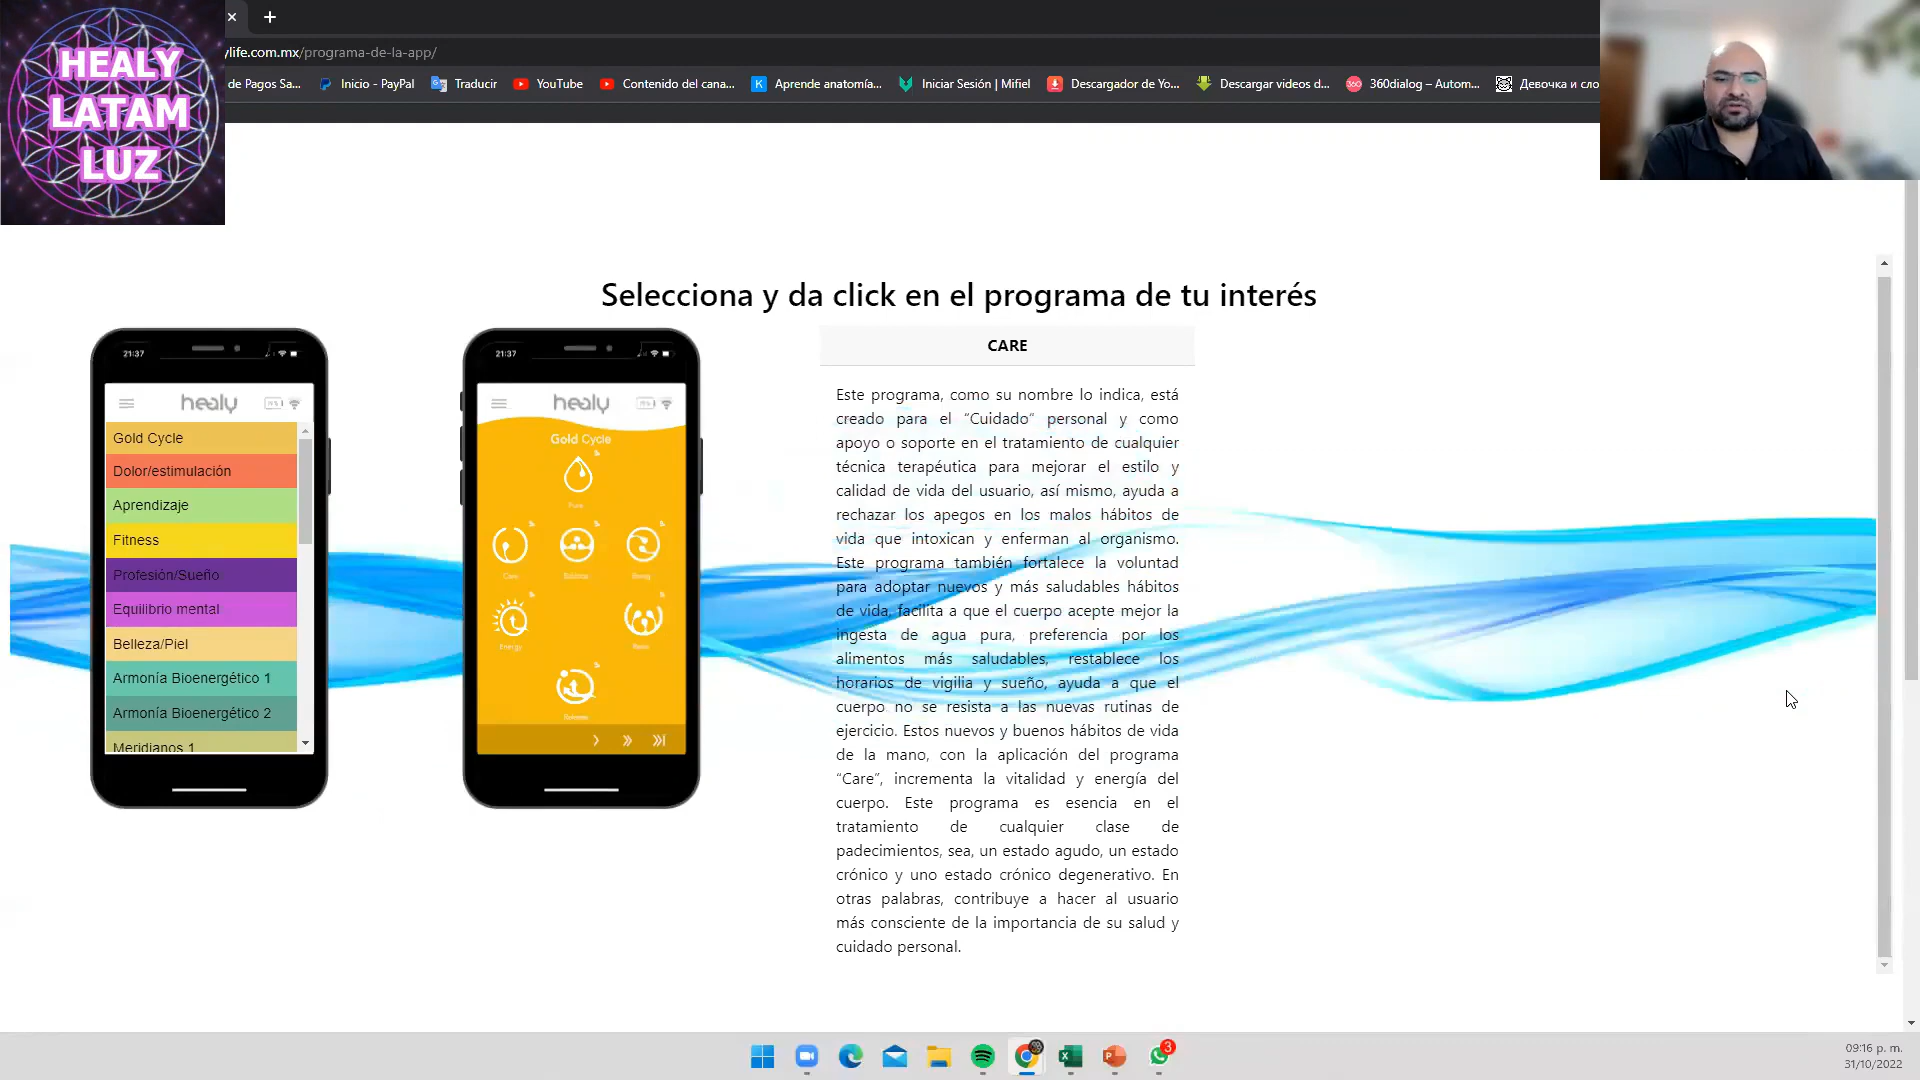 HEALY
LATAM
LUZ
ylife.com.mx/programa-de-la-app/
de Pagos Sa...
Inicio - PayPal
Traducir
YouTube
Contenido del cana...
Aprende anatomía...
Iniciar Sesión | Mifiel
Descargador de Yo...
Descargar videos d...
360dialog – Autom...
Девочка и сло
Selecciona y da click en el programa de tu interés
21:37
healy
Gold Cycle
Dolor/estimulación
Aprendizaje
Fitness
Profesión/Sueño
Equilibrio mental
Belleza/Piel
Armonía Bioenergético 1
Armonía Bioenergético 2
Meridianos 1
21:37
healy
Gold Cycle
Pure
Care
Energy
Release
CARE
Este programa, como su nombre lo indica, está
creado para el “Cuidado” personal y como
apoyo o soporte en el tratamiento de cualquier
técnica terapéutica para mejorar el estilo y
calidad de vida del usuario, así mismo, ayuda a
rechazar los apegos en los malos hábitos de
vida que intoxican y enferman al organismo.
Este programa también fortalece la voluntad
para adoptar nuevos y más saludables hábitos
de vida, facilita a que el cuerpo acepte mejor la
ingesta de agua pura, preferencia por los
alimentos más saludables, restablece los
horarios de vigilia y sueño, ayuda a que el
cuerpo no se resista a las nuevas rutinas de
ejercicio. Estos nuevos y buenos hábitos de vida
de la mano, con la aplicación del programa
“Care”, incrementa la vitalidad y energía del
cuerpo. Este programa es esencia en el
tratamiento de cualquier clase de
padecimientos, sea, un estado agudo, un estado
crónico y uno estado crónico degenerativo. En
otras palabras, contribuye a hacer al usuario
más consciente de la importancia de su salud y
cuidado personal.
3
09:16 p. m.
31/10/2022